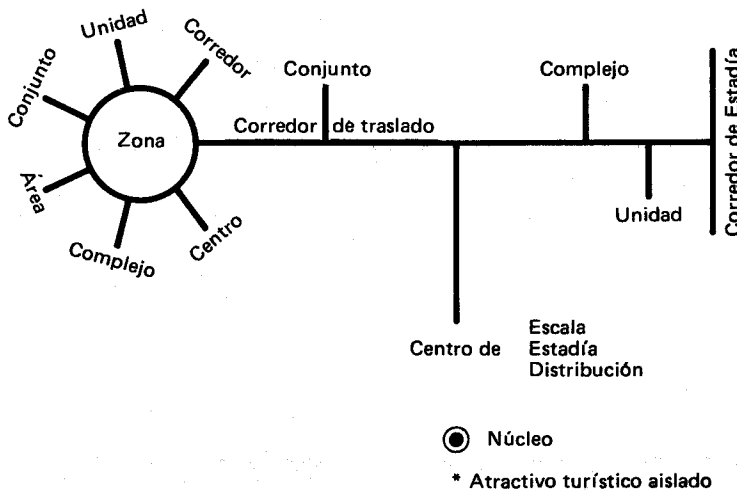 Unidad
Corredor
Conjunto
Zona
Área
Complejo
Centro
Corredor de traslado
Conjunto
Complejo
Unidad
Corredor de Estadía
Centro de Escala
Estadía
Distribución
Núcleo
* Atractivo turístico aislado